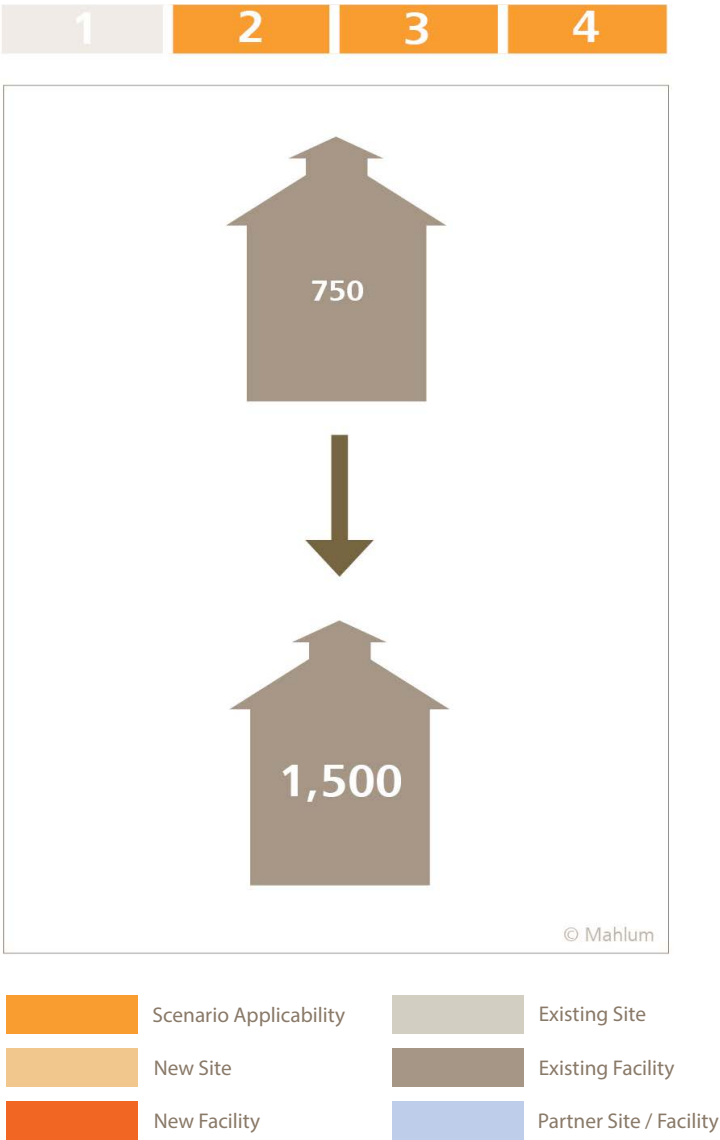 1 2 3 4
750
1,500
© Mahlum
Scenario Applicability
Existing Site
New Site
Existing Facility
New Facility
Partner Site / Facility